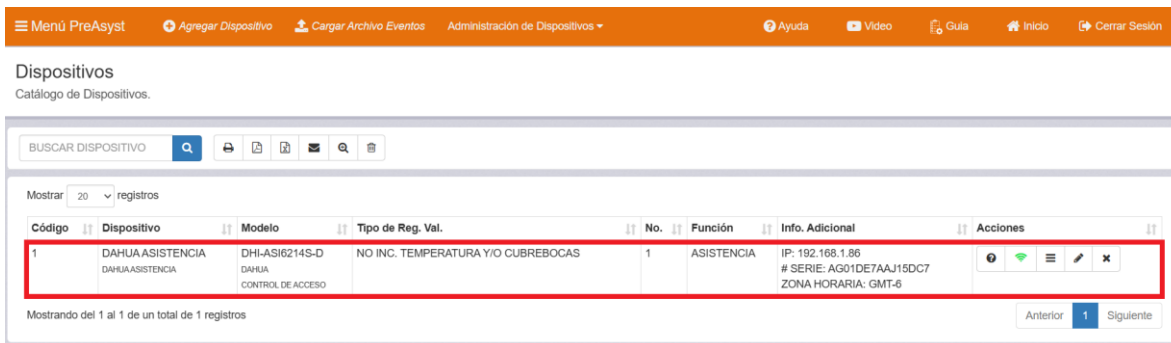 Menú PreAsyst Agregar Dispositivo Cargar Archivo Eventos Administración de Dispositivos Ayuda Video Guia Inicio Cerrar Sesión
Dispositivos
Catálogo de Dispositivos.
BUSCAR DISPOSITIVO
Mostrar 20 registros
Código Dispositivo Modelo Tipo de Reg. Val. No. Función Info. Adicional Acciones
1 DAHUA ASISTENCIA DHI-ASI6214S-D NO INC. TEMPERATURA Y/O CUBREBOCAS 1 ASISTENCIA IP: 192.168.1.86
DAHUA ASISTENCIA DAHUA # SERIE: AG01DE7AAJ15DC7
CONTROL DE ACCESO ZONA HORARIA: GMT-6
Mostrando del 1 al 1 de un total de 1 registros Anterior 1 Siguiente